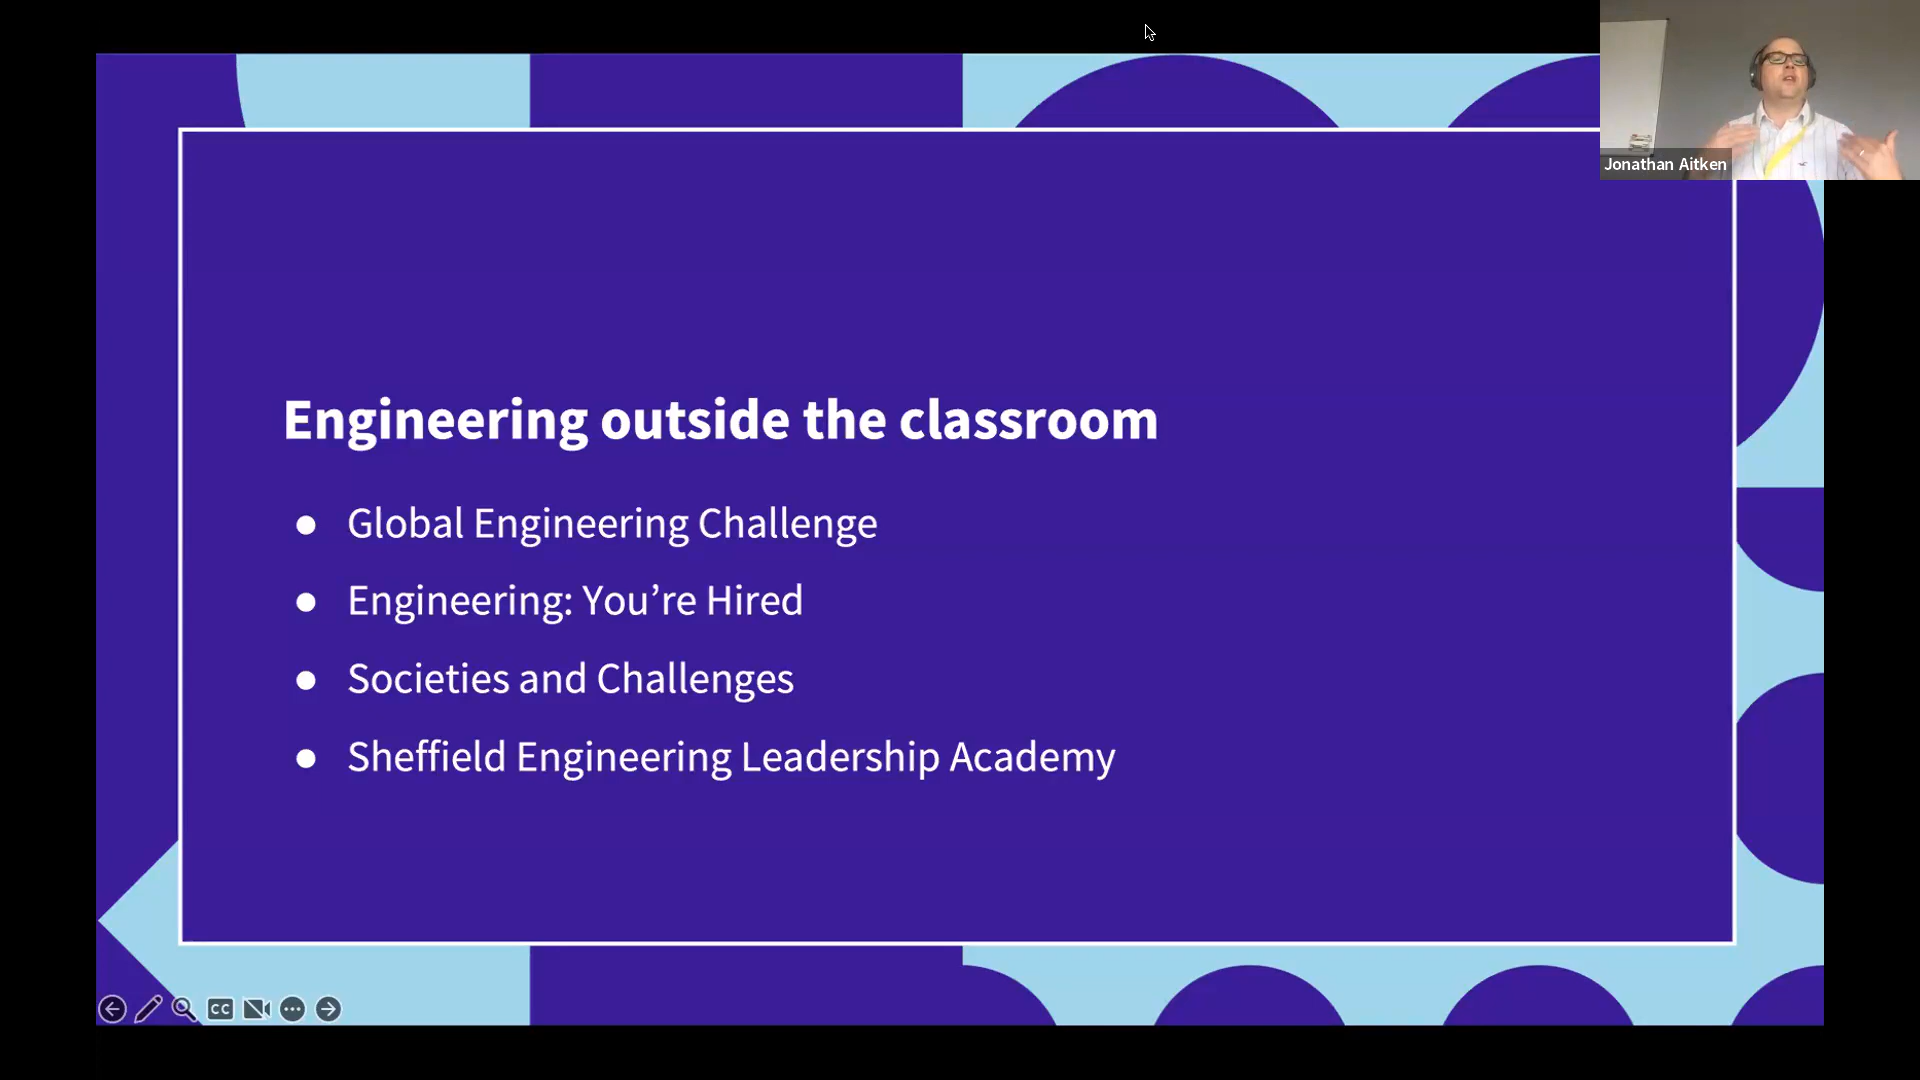 Jonathan Aitken
Engineering outside the classroom
● Global Engineering Challenge
● Engineering: You’re Hired
● Societies and Challenges
● Sheffield Engineering Leadership Academy
CC